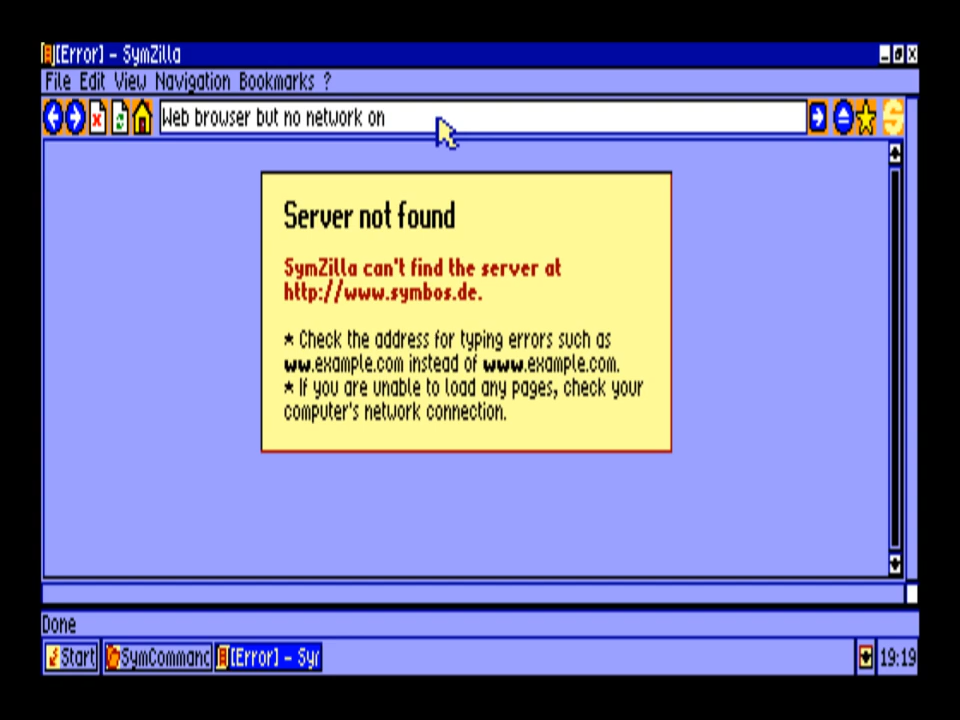 [Error] - SymZilla
File Edit View Navigation Bookmarks ?
Web browser but no network on
Server not found
SymZilla can't find the server at
http://www.symbos.de.
* Check the address for typing errors such as
ww.example.com instead of www.example.com.
* If you are unable to load any pages, check your
computer's network connection.
Done
Start SymCommanc [Error] - Syr 19:19